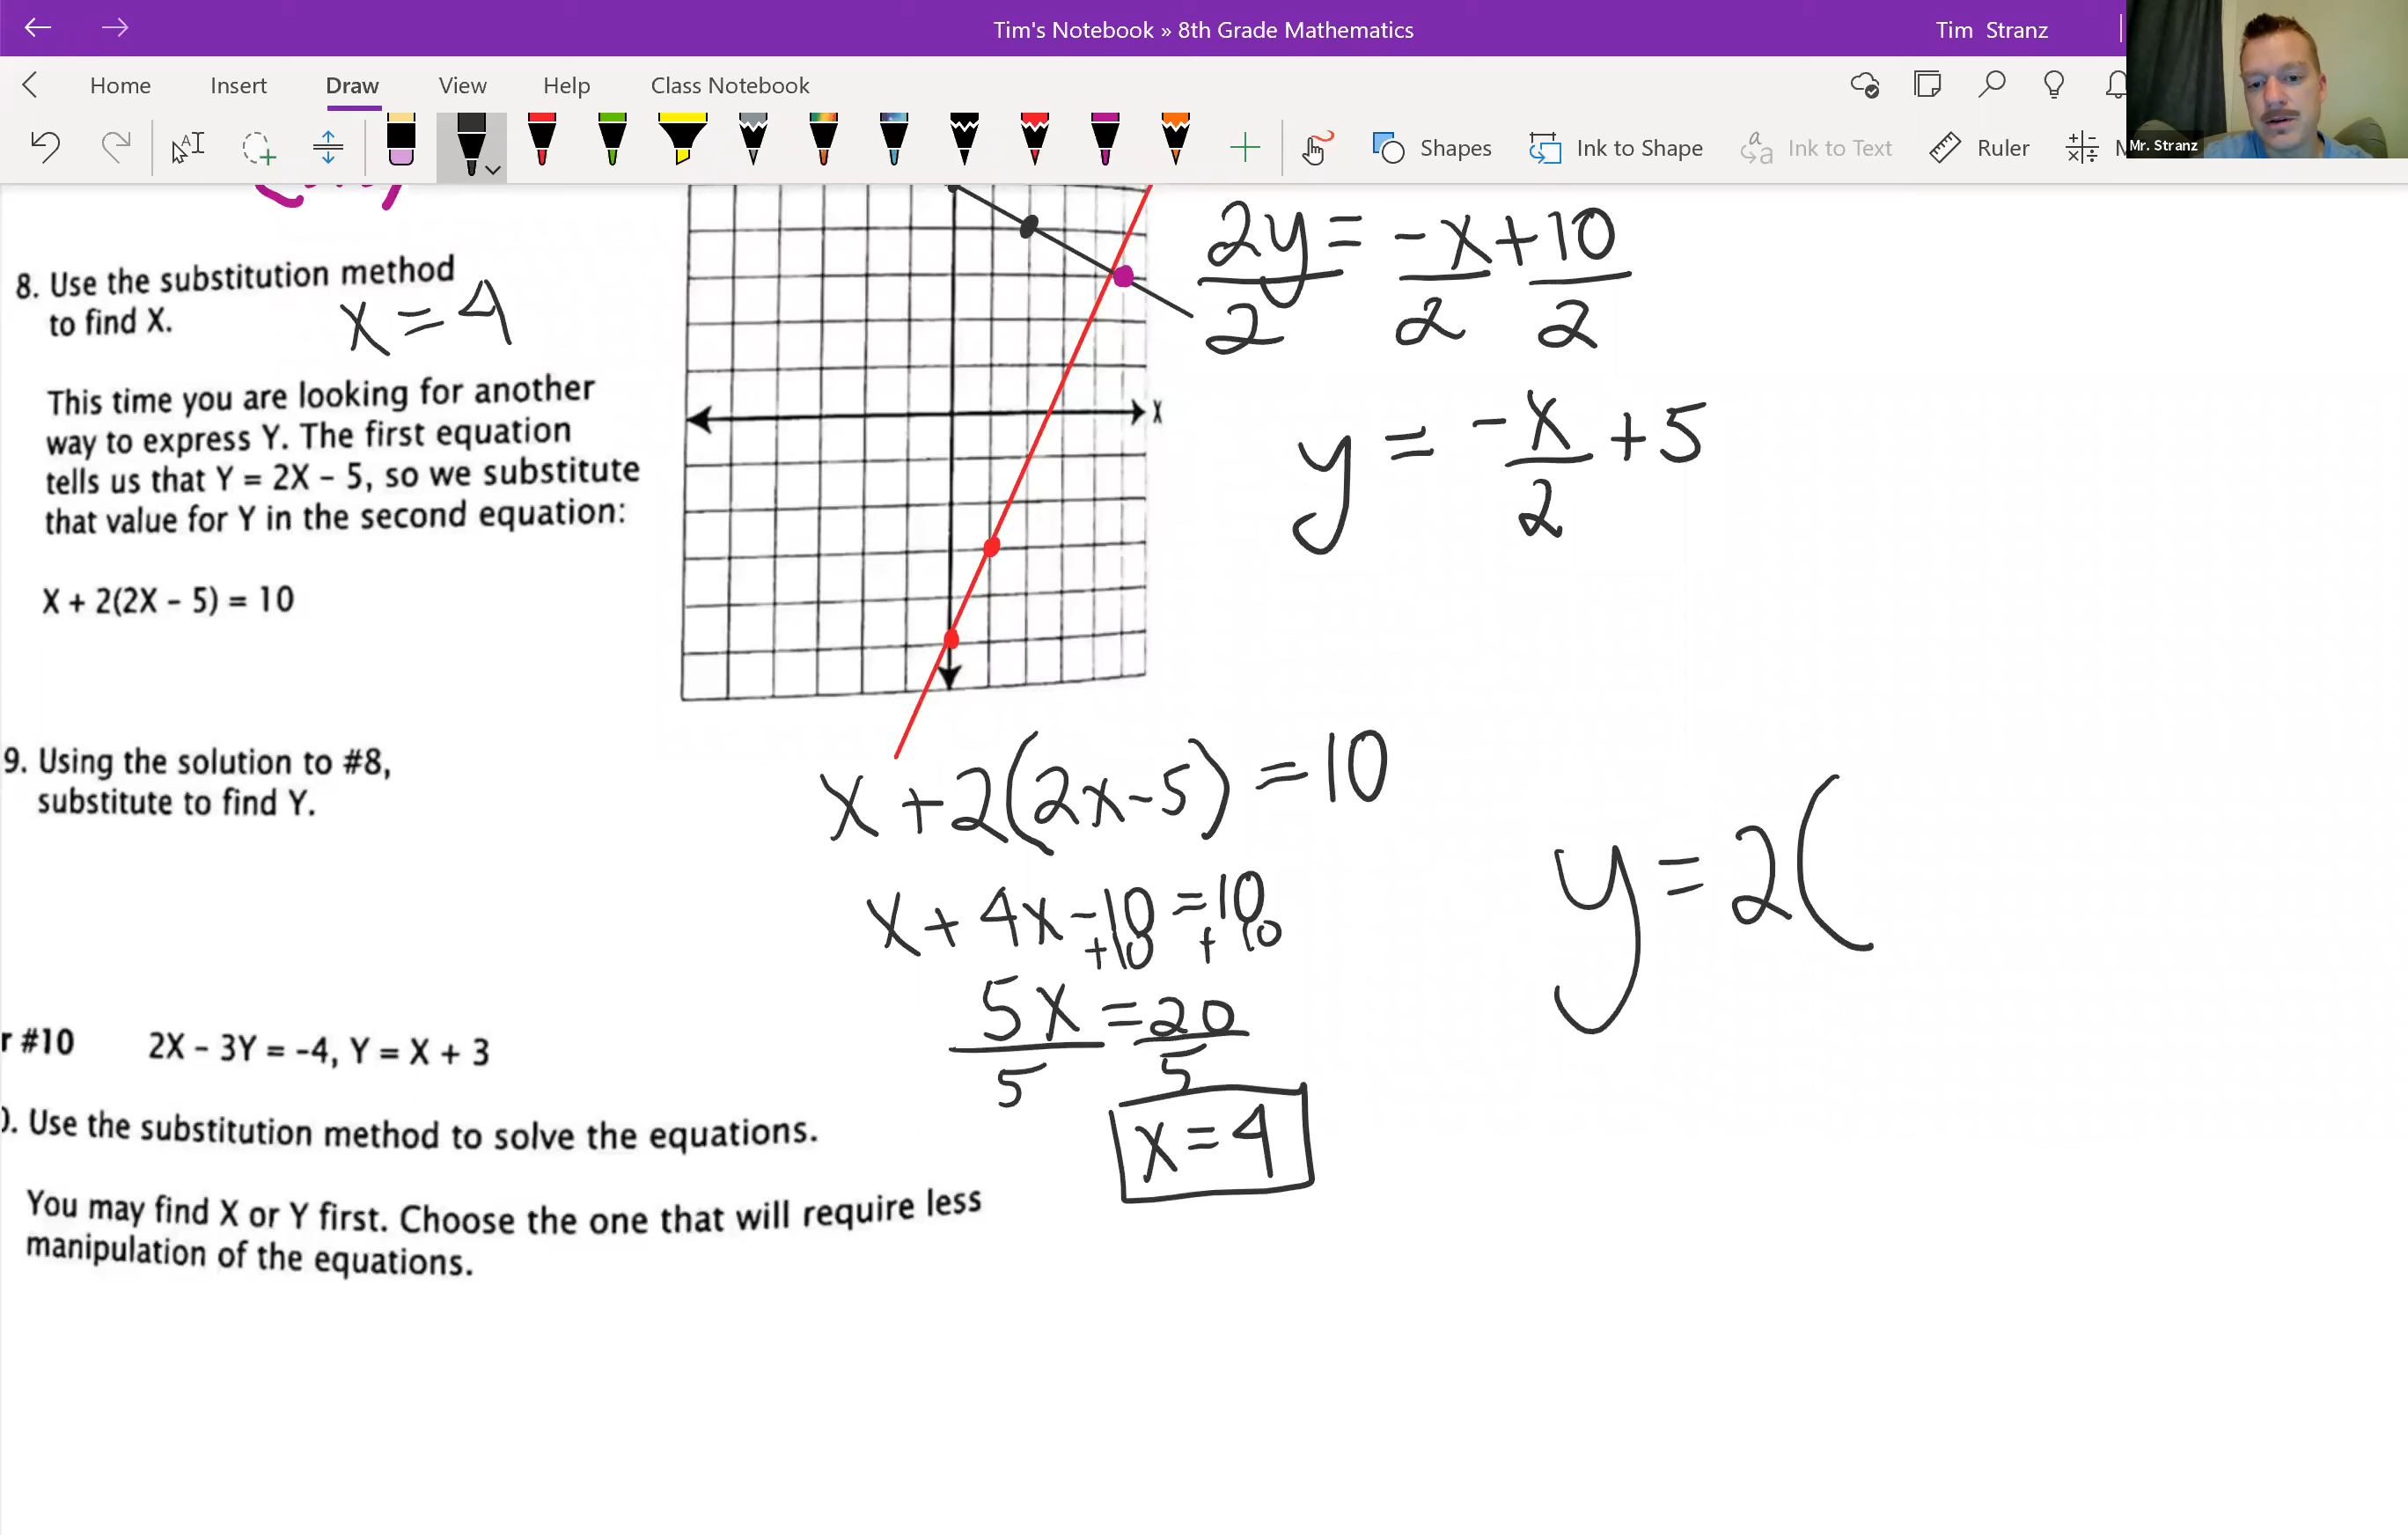 Tim's Notebook » 8th Grade Mathematics
Tim Stranz
Home Insert Draw View Help Class Notebook
Shapes Ink to Shape Ink to Text Ruler
Mr. Stranz
8. Use the substitution method
to find X.
x = 4
This time you are looking for another
way to express Y. The first equation
tells us that Y = 2X - 5, so we substitute
that value for Y in the second equation:
X + 2(2X - 5) = 10
X
2y = -x + 10
2 2 2
y = -x + 5
2
9. Using the solution to #8,
substitute to find Y.
x + 2(2x - 5) = 10
x + 4x - 10 = 10
+10 + 10
5x = 20
5 5
x = 4
y = 2(
r #10 2X - 3Y = -4, Y = X + 3
). Use the substitution method to solve the equations.
You may find X or Y first. Choose the one that will require less
manipulation of the equations.